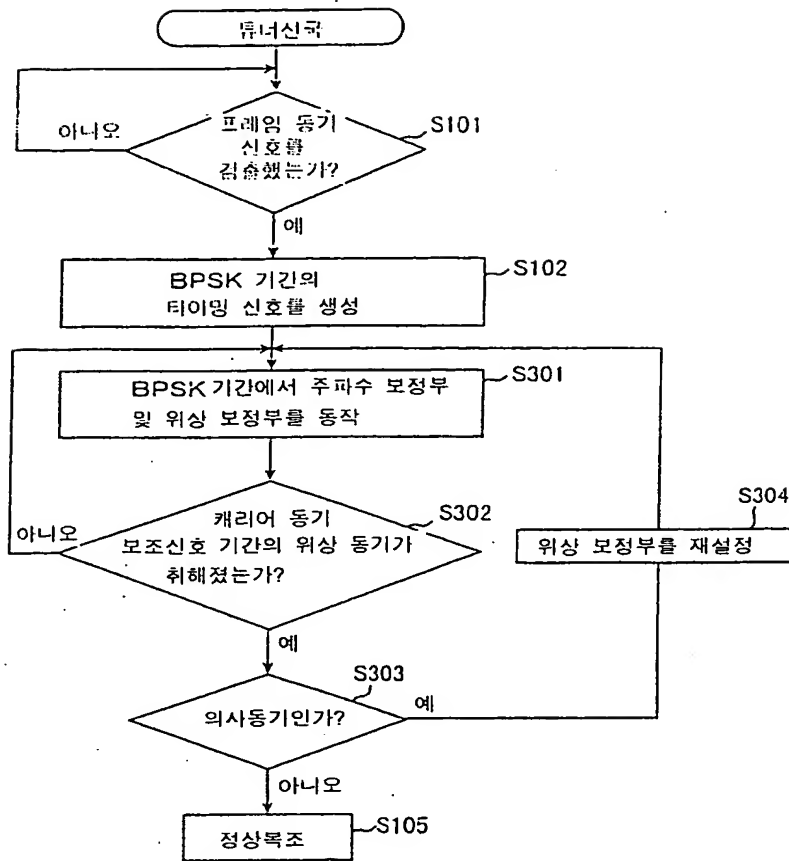 튜너선국
프레임 동기
신호를
검출했는가?
S101
아니오
예
BPSK 기간의
타이밍 신호를 생성
S102
BPSK 기간에서 주파수 보정부
및 위상 보정부를 동작
S301
캐리어 동기
보조신호 기간의 위상 동기가
취해졌는가?
S302
아니오
예
S304
위상 보정부를 재설정
의사동기인가?
S303
예
아니오
정상복조
S105